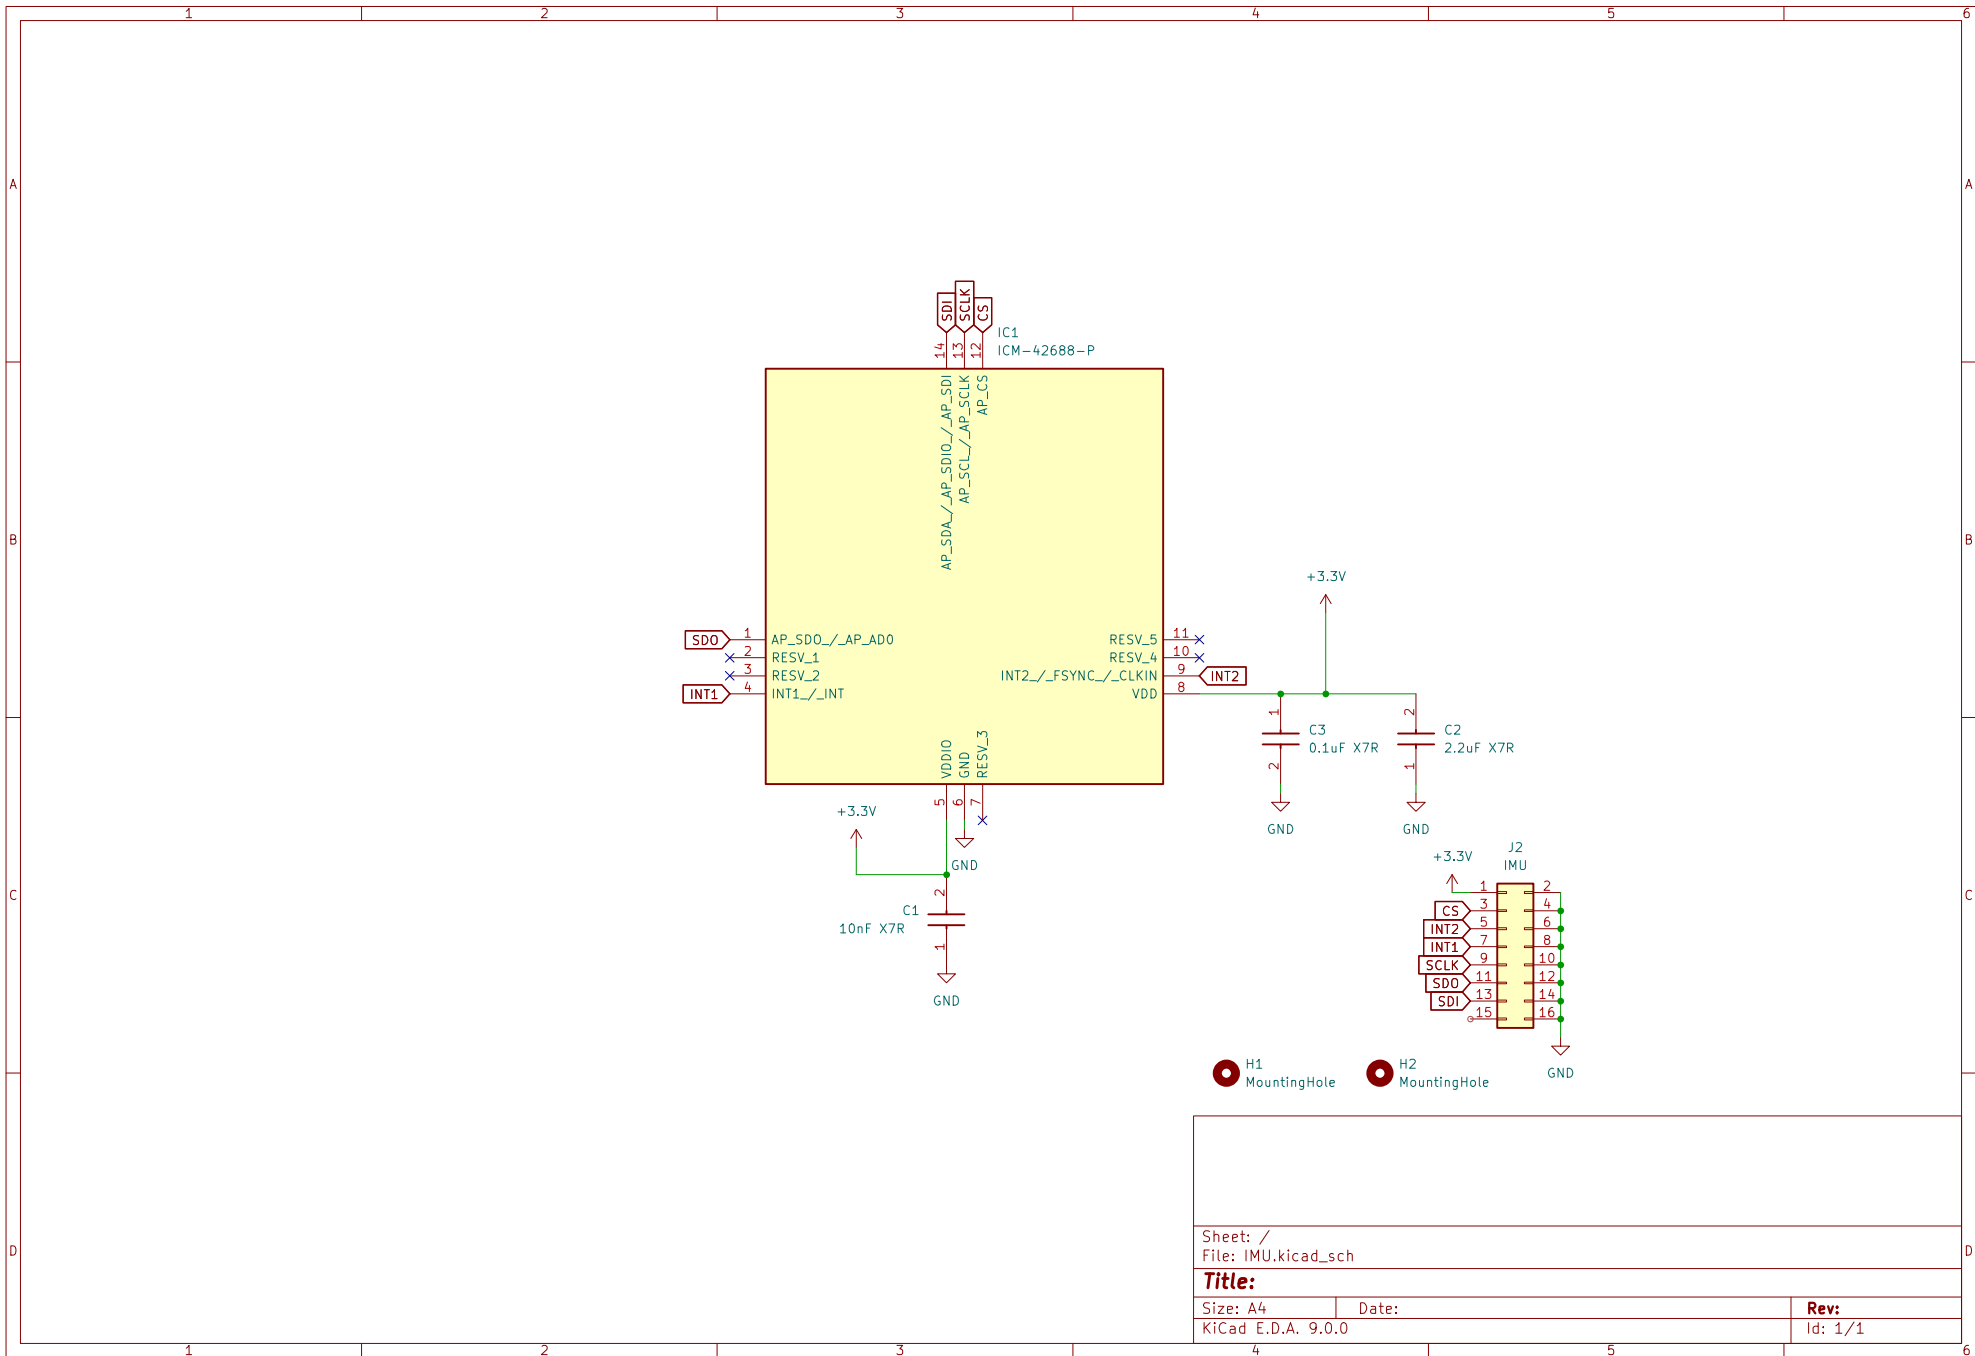 1 2 3 4 5 6
A A
SDI
SCLK
CS
IC1
ICM-42688-P
14
13
12
AP_SDA_/_AP_SDIO_/_AP_SDI
AP_SCL_/_AP_SCLK
AP_CS
B B
+3.3V
SDO 1 AP_SDO_/_AP_AD0 RESV_5 11
2 RESV_1 RESV_4 10
3 RESV_2 INT2_/_FSYNC_/_CLKIN 9 INT2
INT1 4 INT1_/_INT VDD 8
1 2
C3 C2
0.1uF X7R 2.2uF X7R
2 1
GND GND
VDDIO
GND
RESV_3
5
6
7
+3.3V
GND
2
C1
10nF X7R
1
GND
J2
IMU
+3.3V
C C
1 2
CS 3 4
INT2 5 6
INT1 7 8
SCLK 9 10
SDO 11 12
SDI 13 14
15 16
GND
H1
MountingHole
H2
MountingHole
D D
Sheet: /
File: IMU.kicad_sch
Title:
Size: A4 Date: Rev:
KiCad E.D.A. 9.0.0 Id: 1/1
1 2 3 4 5 6